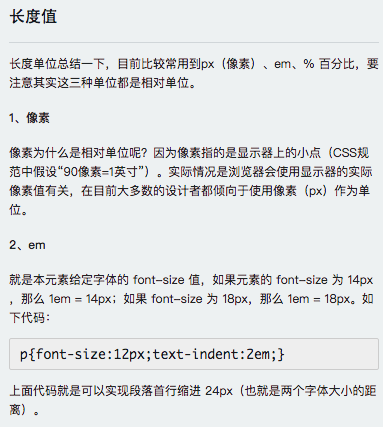 长度值
长度单位总结一下，目前比较常用到px（像素）、em、% 百分比，要
注意其实这三种单位都是相对单位。
1、像素
像素为什么是相对单位呢？因为像素指的是显示器上的小点（CSS规
范中假设“90像素=1英寸”）。实际情况是浏览器会使用显示器的实际
像素值有关，在目前大多数的设计者都倾向于使用像素（px）作为单
位。
2、em
就是本元素给定字体的 font-size 值，如果元素的 font-size 为 14px
，那么 1em = 14px；如果 font-size 为 18px，那么 1em = 18px。如
下代码：
p{font-size:12px;text-indent:2em;}
上面代码就是可以实现段落首行缩进 24px（也就是两个字体大小的距
离）。